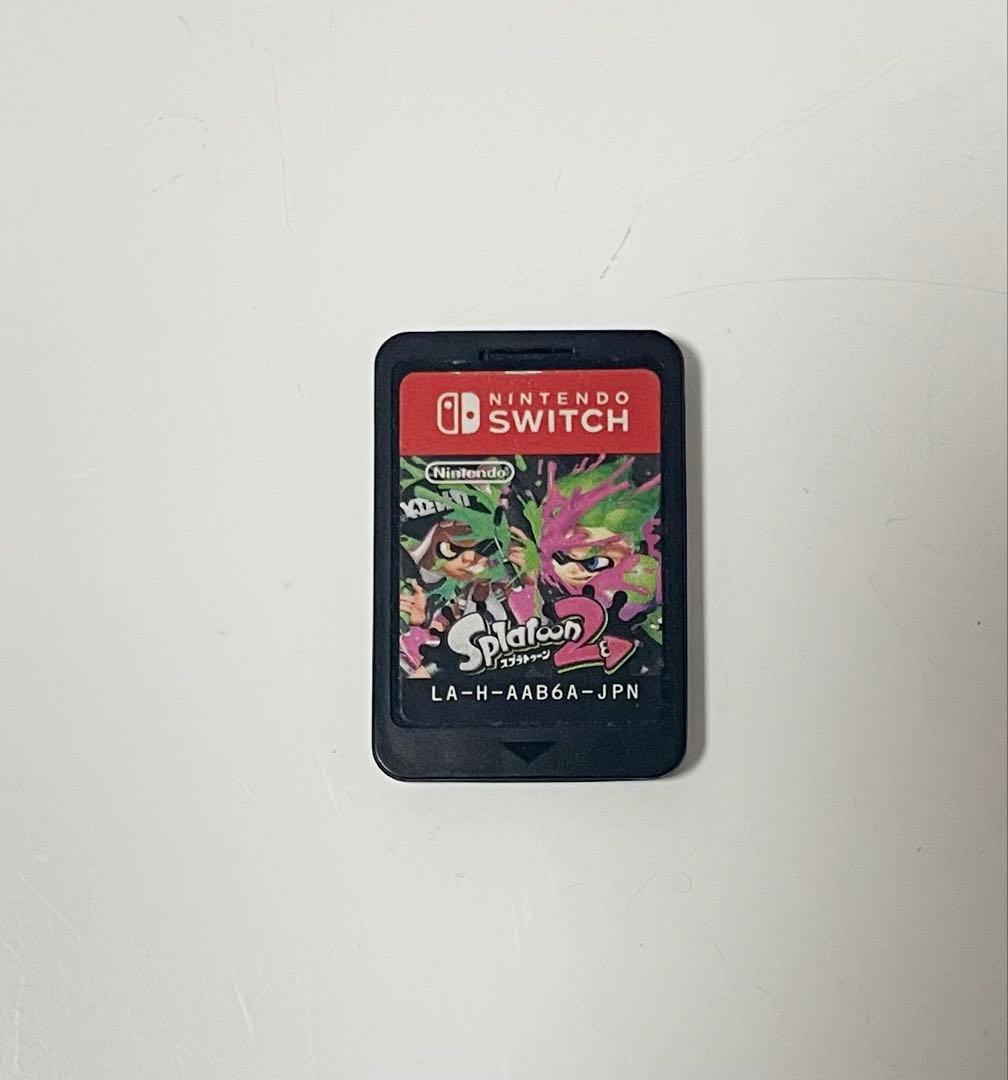 NINTENDO
SWITCH
Nintendo
Splatoon 2
スプラトゥーン
LA-H-AAB6A-JPN